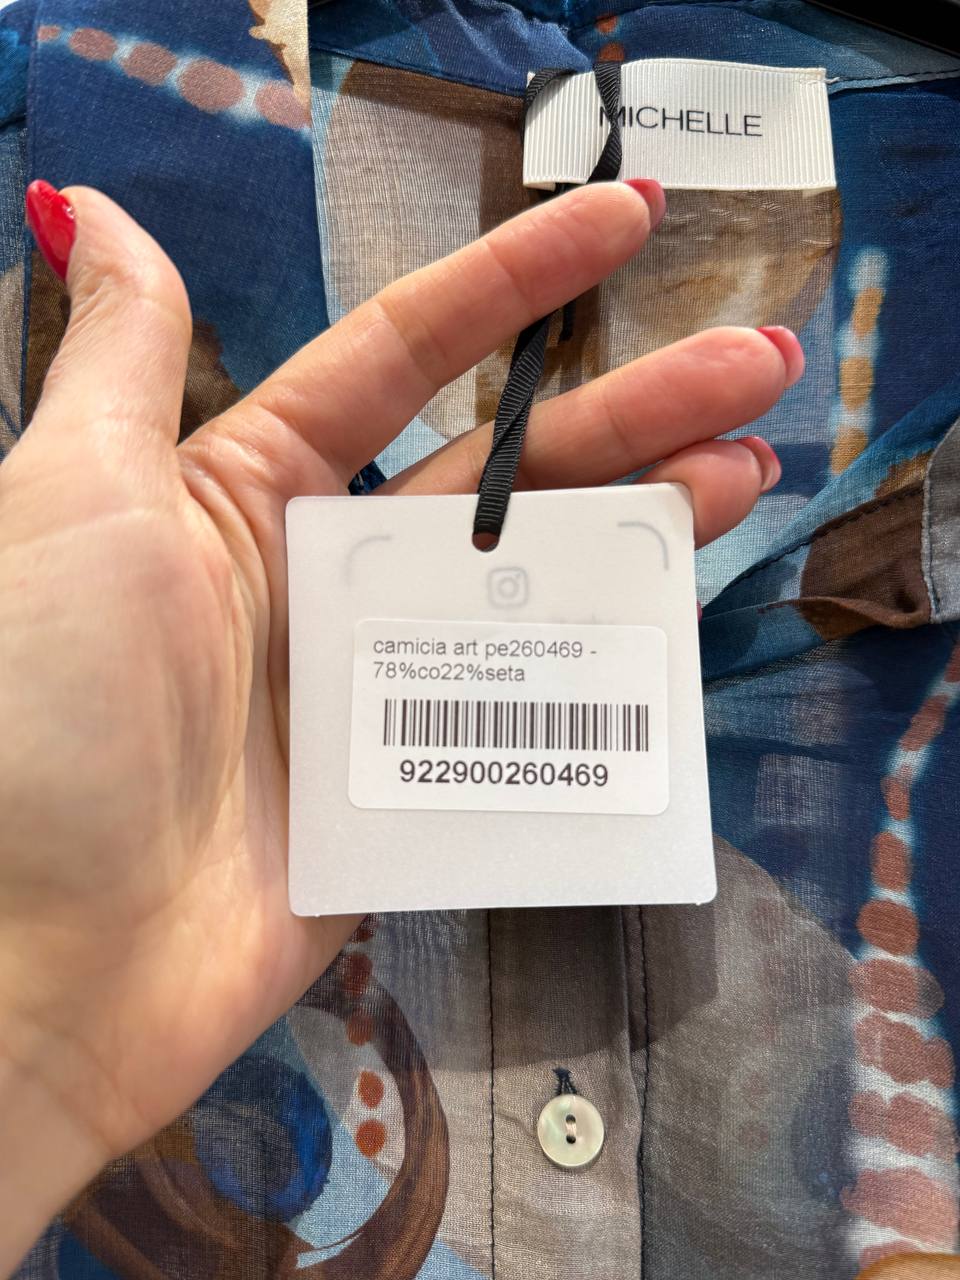 MICHELLE
camicia art pe260469 -
78%co22%seta
922900260469